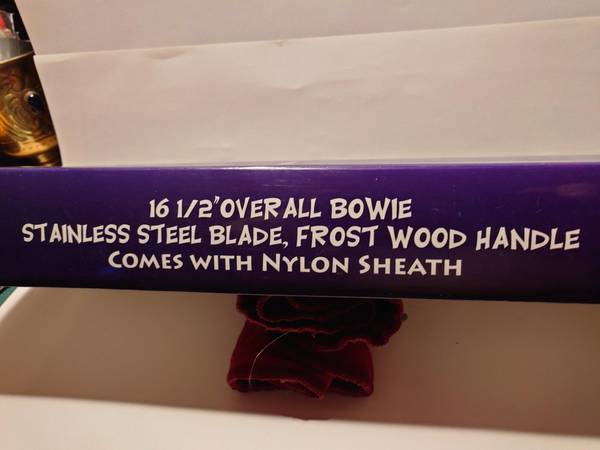 16 1/2"OVERALL BOWIE
STAINLESS STEEL BLADE, FROST WOOD HANDLE
COMES WITH NYLON SHEATH